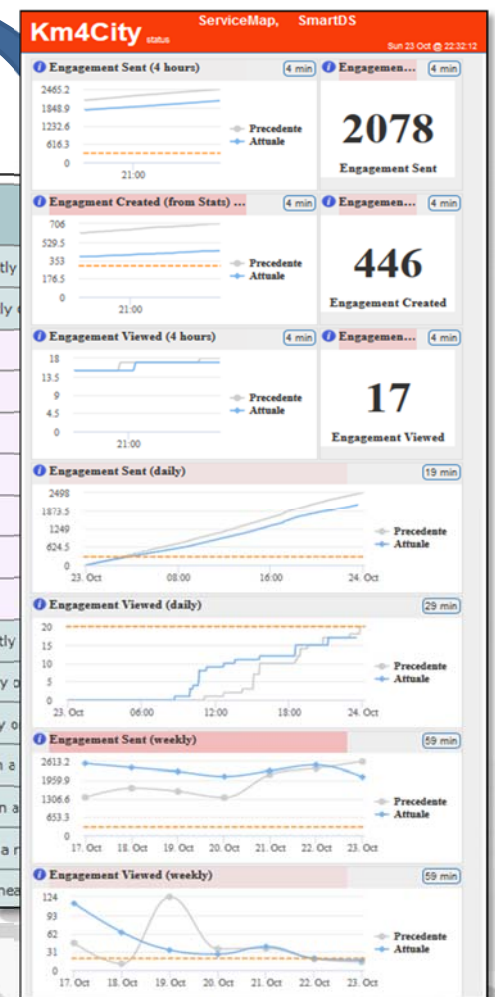 Km4City status
ServiceMap, SmartDS
Sun 23 Oct @ 22:32:12
Engagement Sent (4 hours)
4 min
2465.2
1848.9
1232.6
616.3
0
21:00
Precedente
Attuale
Engagemen...
4 min
2078
Engagement Sent
Engagment Created (from Stats) ...
4 min
706
529.5
353
176.5
0
21:00
Precedente
Attuale
Engagemen...
4 min
446
Engagement Created
Engagement Viewed (4 hours)
4 min
18
13.5
9
4.5
0
21:00
Precedente
Attuale
Engagemen...
4 min
17
Engagement Viewed
Engagement Sent (daily)
19 min
2498
1873.5
1249
624.5
0
23. Oct 08:00 16:00 24. Oct
Precedente
Attuale
Engagement Viewed (daily)
29 min
20
15
10
5
0
23. Oct 06:00 12:00 18:00 24. Oct
Precedente
Attuale
Engagement Sent (weekly)
59 min
2613.2
1959.9
1306.6
653.3
0
17. Oct 18. Oct 19. Oct 20. Oct 21. Oct 22. Oct 23. Oct
Precedente
Attuale
Engagement Viewed (weekly)
59 min
124
93
62
31
0
17. Oct 18. Oct 19. Oct 20. Oct 21. Oct 22. Oct 23. Oct
Precedente
Attuale